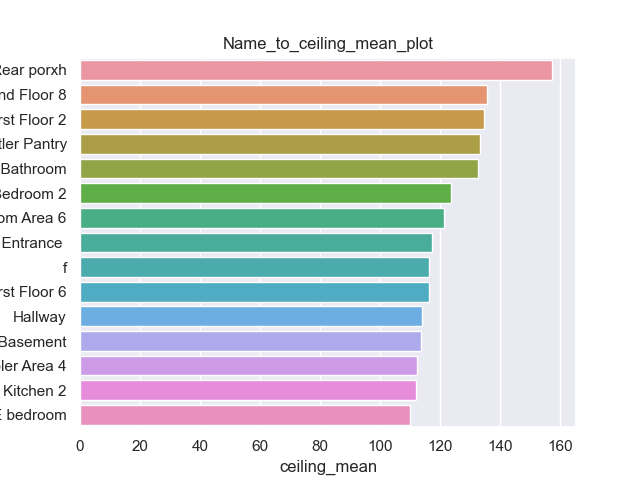 Name_to_ceiling_mean_plot
Rear porxh
nd Floor 8
rst Floor 2
tler Pantry
Bathroom
Bedroom 2
om Area 6
Entrance
f
rst Floor 6
Hallway
Basement
ler Area 4
Kitchen 2
E bedroom
0 20 40 60 80 100 120 140 160
ceiling_mean